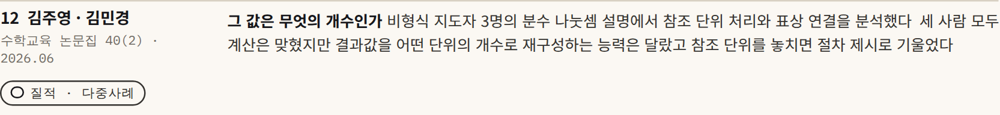 12 김주영 · 김민경
수학교육 논문집 40(2) ·
2026.06
질적 · 다중사례
그 값은 무엇의 개수인가 비형식 지도자 3명의 분수 나눗셈 설명에서 참조 단위 처리와 표상 연결을 분석했다 세 사람 모두
계산은 맞혔지만 결과값을 어떤 단위의 개수로 재구성하는 능력은 달랐고 참조 단위를 놓치면 절차 제시로 기울었다